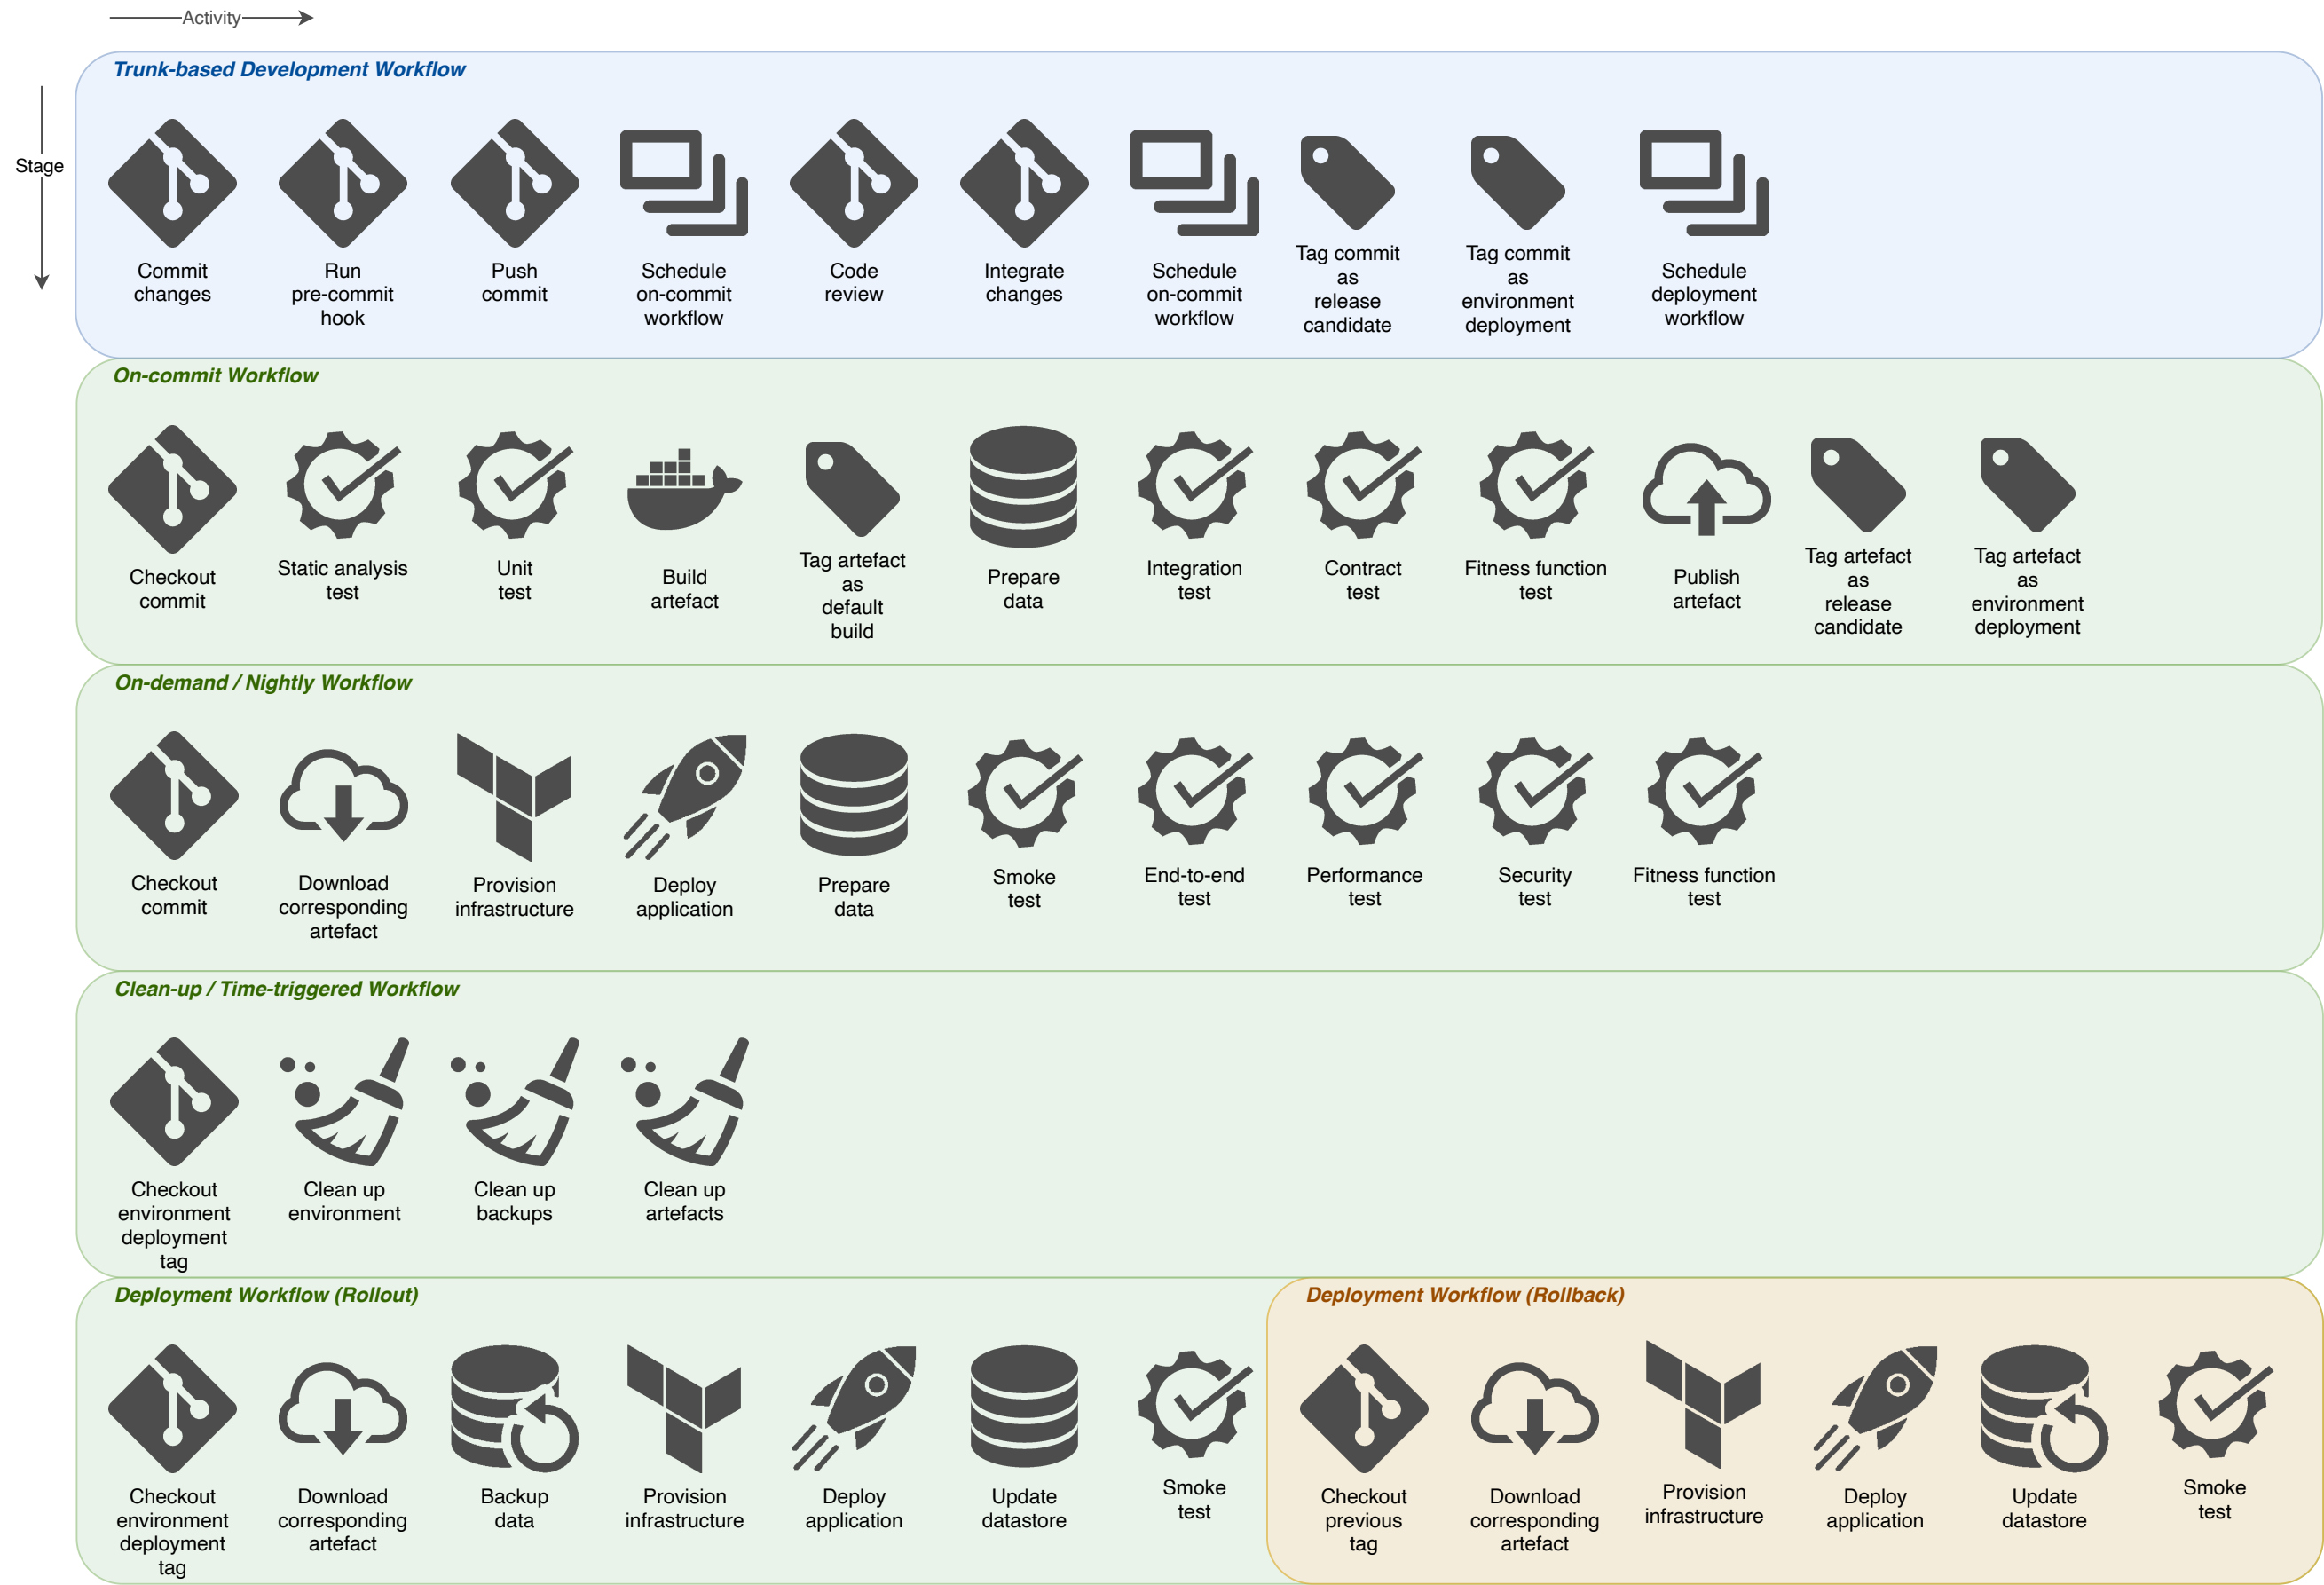 Activity
Stage
Trunk-based Development Workflow
Commit
changes
Run
pre-commit
hook
Push
commit
Schedule
on-commit
workflow
Code
review
Integrate
changes
Schedule
on-commit
workflow
Tag commit
as
release
candidate
Tag commit
as
environment
deployment
Schedule
deployment
workflow
On-commit Workflow
Checkout
commit
Static analysis
test
Unit
test
Build
artefact
Tag artefact
as
default
build
Prepare
data
Integration
test
Contract
test
Fitness function
test
Publish
artefact
Tag artefact
as
release
candidate
Tag artefact
as
environment
deployment
On-demand / Nightly Workflow
Checkout
commit
Download
corresponding
artefact
Provision
infrastructure
Deploy
application
Prepare
data
Smoke
test
End-to-end
test
Performance
test
Security
test
Fitness function
test
Clean-up / Time-triggered Workflow
Checkout
environment
deployment
tag
Clean up
environment
Clean up
backups
Clean up
artefacts
Deployment Workflow (Rollout)
Checkout
environment
deployment
tag
Download
corresponding
artefact
Backup
data
Provision
infrastructure
Deploy
application
Update
datastore
Smoke
test
Deployment Workflow (Rollback)
Checkout
previous
tag
Download
corresponding
artefact
Provision
infrastructure
Deploy
application
Update
datastore
Smoke
test